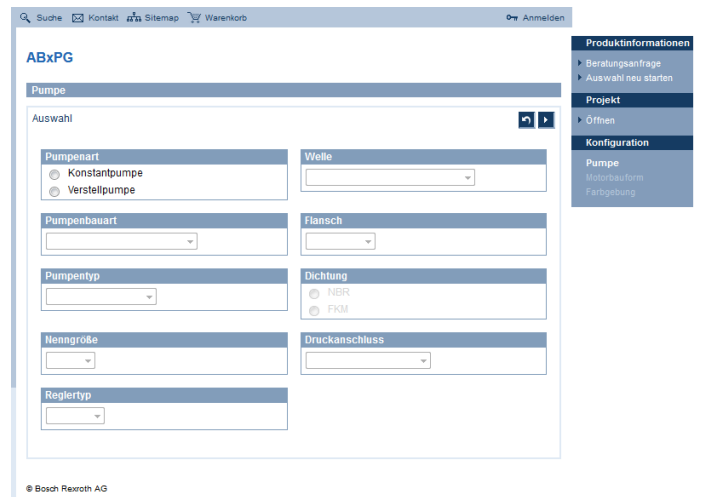 Suche Kontakt Sitemap Warenkorb Anmelden
ABxPG
Pumpe
Auswahl
Pumpenart
Konstantpumpe
Verstellpumpe
Pumpenbauart
Pumpentyp
Nenngröße
Reglertyp
Welle
Flansch
Dichtung
NBR
FKM
Druckanschluss
Produktinformationen
Beratungsanfrage
Auswahl neu starten
Projekt
Öffnen
Konfiguration
Pumpe
Motorbauform
Farbgebung
© Bosch Rexroth AG